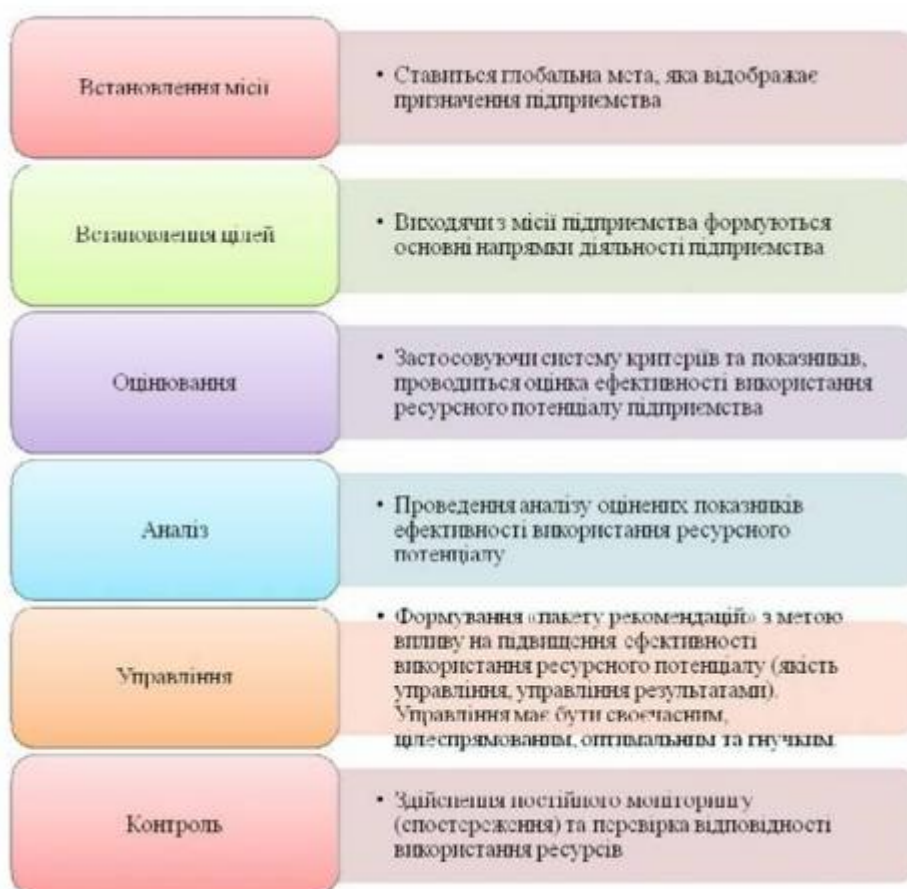 Встановлення місії
• Ставиться глобальна мета, яка відображає
призначення підприємства
Встановлення цілей
• Виходячи з місії підприємства формуються
основні напрямки діяльності підприємства
Оцінювання
• Застосовуючи систему критеріїв та показників,
проводиться оцінка ефективності використання
ресурсного потенціалу підприємства
Аналіз
• Проведення аналізу оцінених показників
ефективності використання ресурсного
потенціалу
Управління
• Формування «пакету рекомендацій» з метою
впливу на підвищення ефективності
використання ресурсного потенціалу (якість
управління, управління результатами).
Управління має бути своєчасним,
цілеспрямованим, оптимальним та гнучким
Контроль
• Здійснення постійного моніторингу
(спостереження) та перевірка відповідності
використання ресурсів